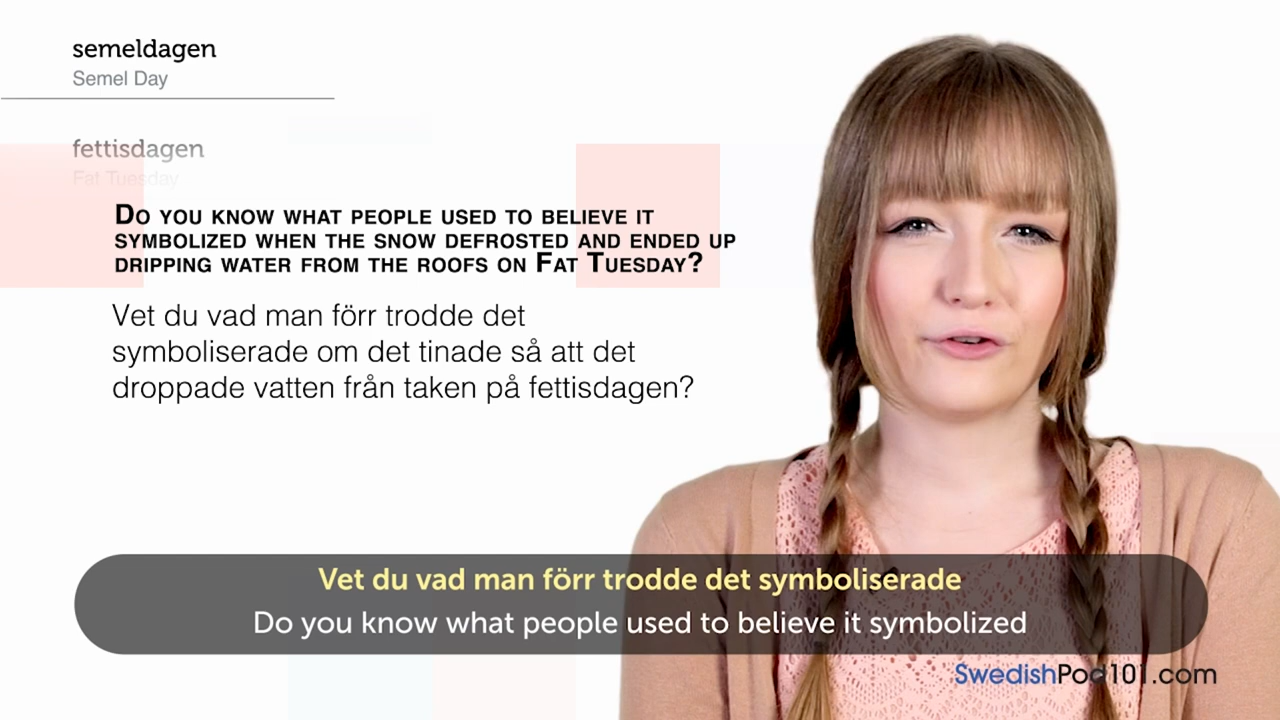 semeldagen
Semel Day
fettisdagen
Fat Tuesday
Do you know what people used to believe it
symbolized when the snow defrosted and ended up
dripping water from the roofs on Fat Tuesday?
Vet du vad man förr trodde det
symboliserade om det tinade så att det
droppade vatten från taken på fettisdagen?
Vet du vad man förr trodde det symboliserade
Do you know what people used to believe it symbolized
SwedishPod101.com